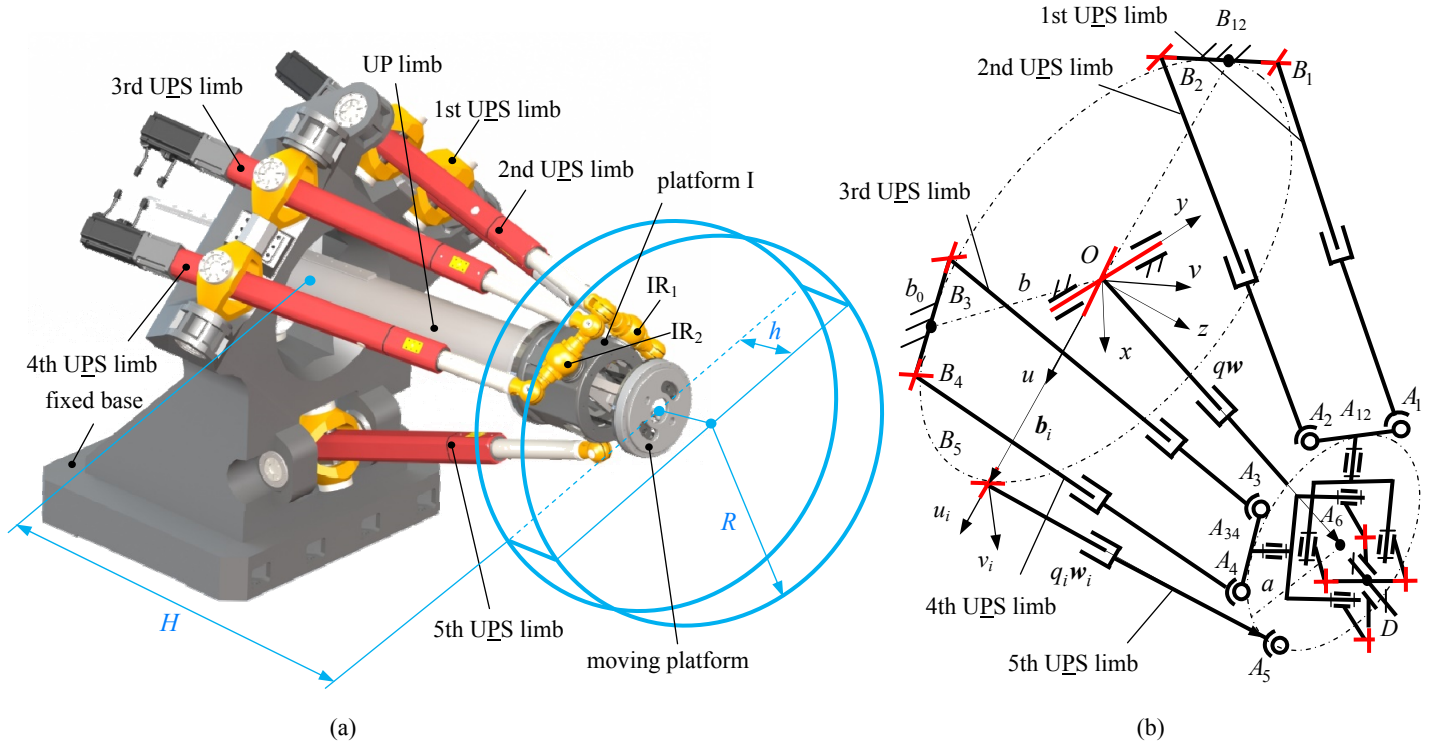 UP limb
3rd UPS limb
1st UPS limb
2nd UPS limb
platform I
IR1
IR2
h
4th UPS limb
fixed base
R
H
5th UPS limb
moving platform
(a)
1st UPS limb
B12
2nd UPS limb
B2
B1
3rd UPS limb
y
O
b0
B3
b
v
z
x
B4
u
qw
bi
A2
A12
A1
B5
A3
ui
A34
A6
vi
A4
qiwi
a
4th UPS limb
D
5th UPS limb
A5
(b)